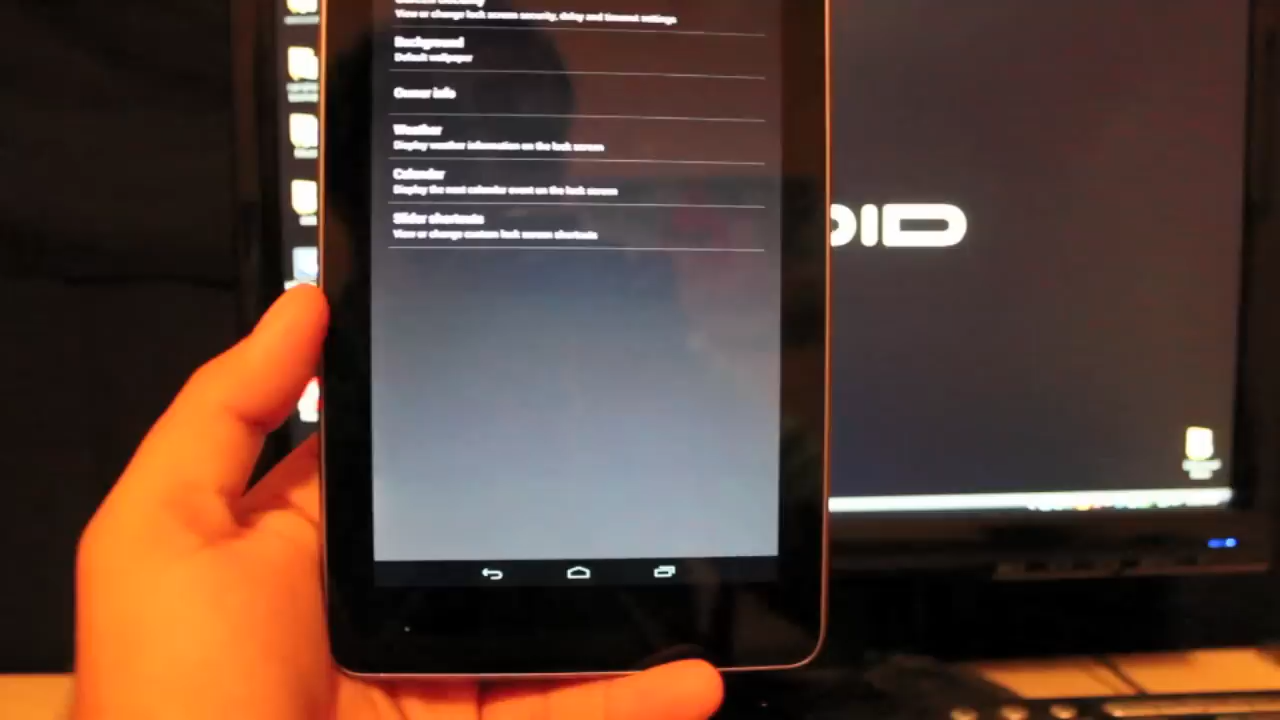 View or change lock screen security, delay and timeout settings
Background
Default wallpaper
Owner info
Weather
Display weather information on the lock screen
Calendar
Display the next calendar event on the lock screen
Slider shortcuts
View or change custom lock screen shortcuts
OID